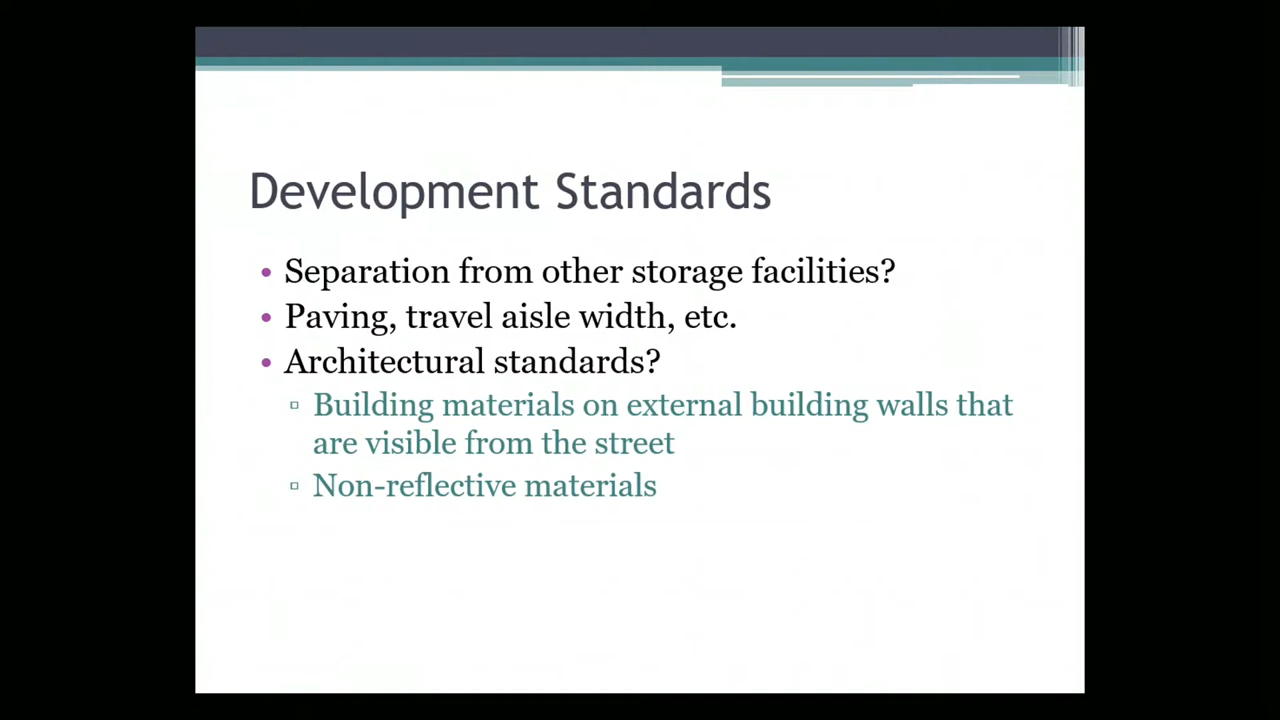 Development Standards
• Separation from other storage facilities?
• Paving, travel aisle width, etc.
• Architectural standards?
▫ Building materials on external building walls that
are visible from the street
▫ Non-reflective materials